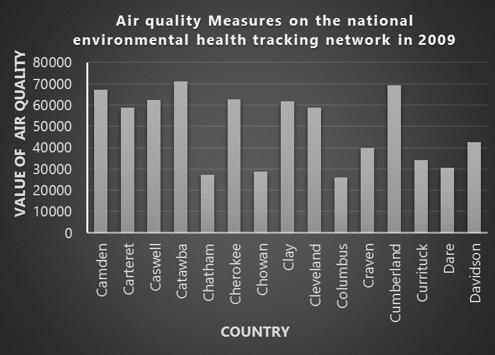 Air quality Measures on the national
environmental health tracking network in 2009
VALUE OF AIR QUALITY
80000
70000
60000
50000
40000
30000
20000
10000
0
Camden
Carteret
Caswell
Catawba
Chatham
Cherokee
Chowan
Clay
Cleveland
Columbus
Craven
Cumberland
Currituck
Dare
Davidson
COUNTRY